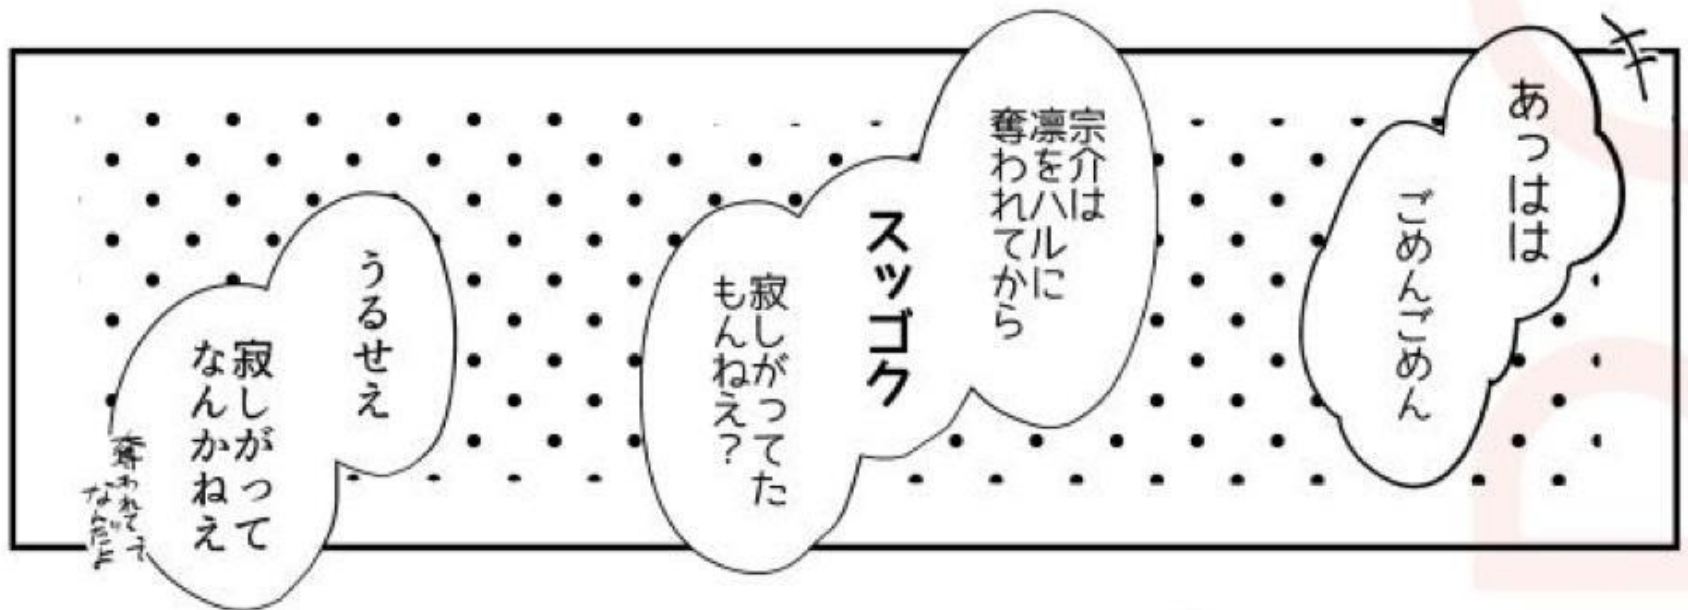 あっはは
ごめんごめん
宗介は
凛をハルに
奪われてから
スッゴク
寂しがってた
もんねえ？
うるせえ
寂しがって
なんかねえ
奪われてって
なんだよ